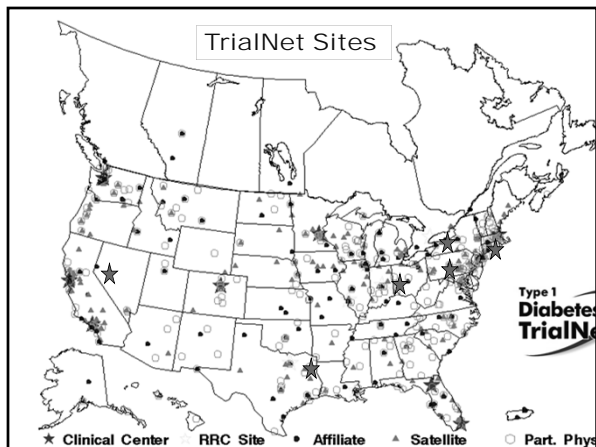 TrialNet Sites
Type 1
Diabetes
TrialNe
Clinical Center RRC Site Affiliate Satellite Part. Phys